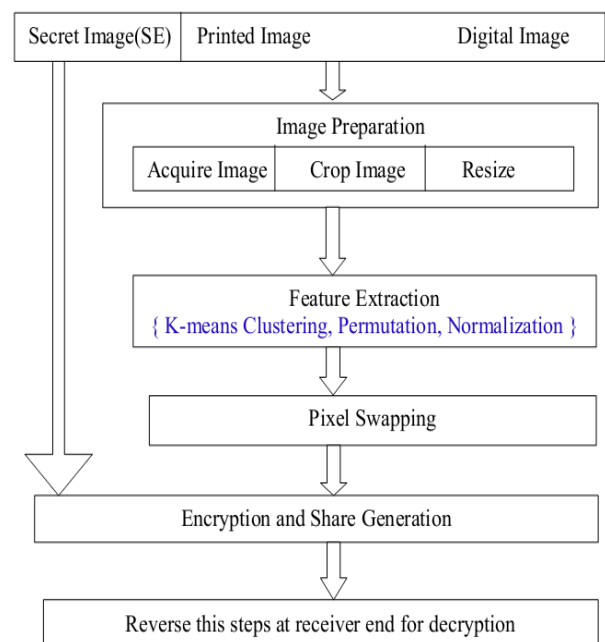 Secret Image(SE) Printed Image Digital Image
Image Preparation
Acquire Image Crop Image Resize
Feature Extraction
{ K-means Clustering, Permutation, Normalization }
Pixel Swapping
Encryption and Share Generation
Reverse this steps at receiver end for decryption